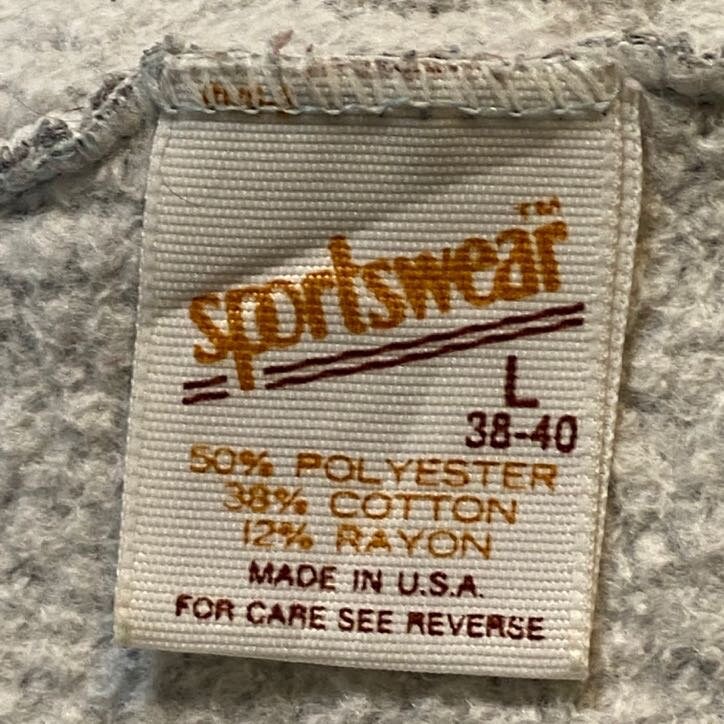 sportswear™
L
38-40
50% POLYESTER
38% COTTON
12% RAYON
MADE IN U.S.A.
FOR CARE SEE REVERSE